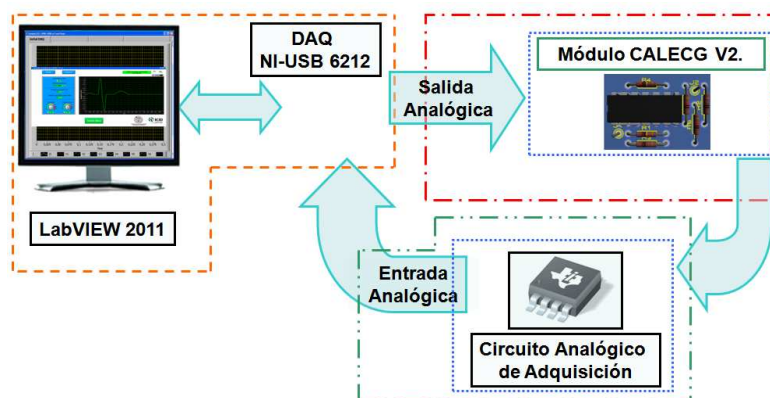 DAQ
NI-USB 6212
Módulo CALECG V2.
Salida
Analógica
LabVIEW 2011
Entrada
Analógica
Circuito Analógico
de Adquisición